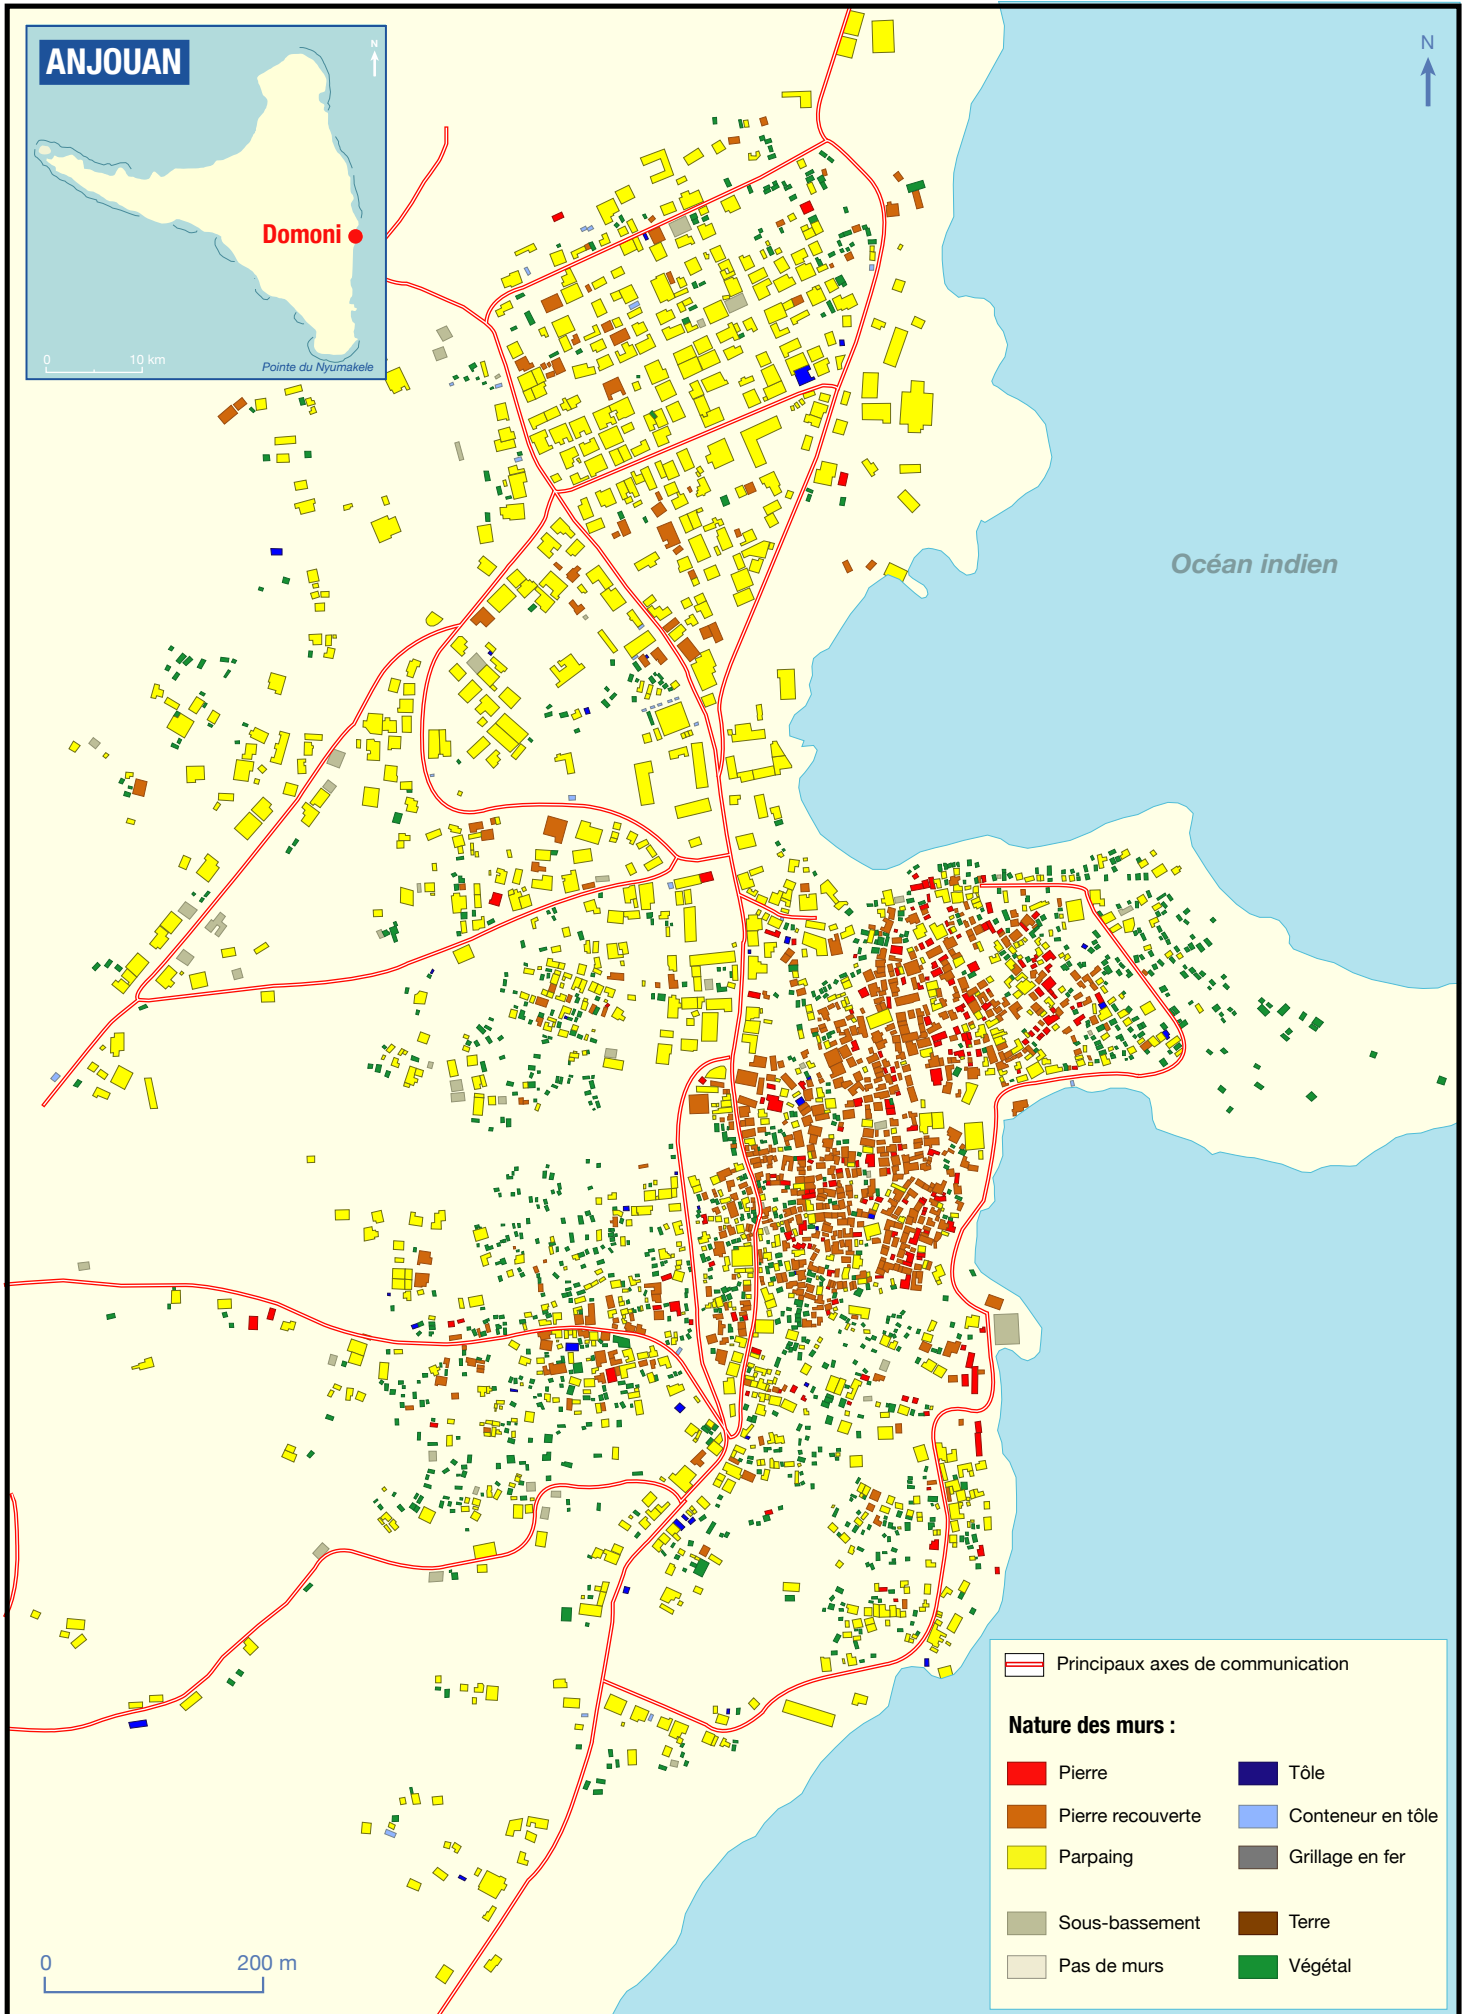 ANJOUAN
N
Domoni
0 10 km
Pointe du Nyumakele
N
Océan indien
Principaux axes de communication
Nature des murs :
Pierre
Pierre recouverte
Parpaing
Sous-bassement
Pas de murs
Tôle
Conteneur en tôle
Grillage en fer
Terre
Végétal
0 200 m